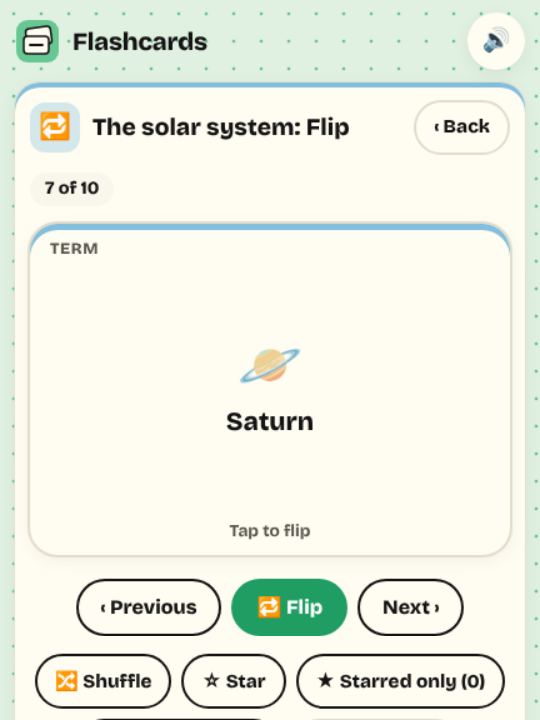 Flashcards
The solar system: Flip
‹ Back
7 of 10
TERM
Saturn
Tap to flip
‹ Previous
Flip
Next ›
Shuffle
☆ Star
★ Starred only (0)